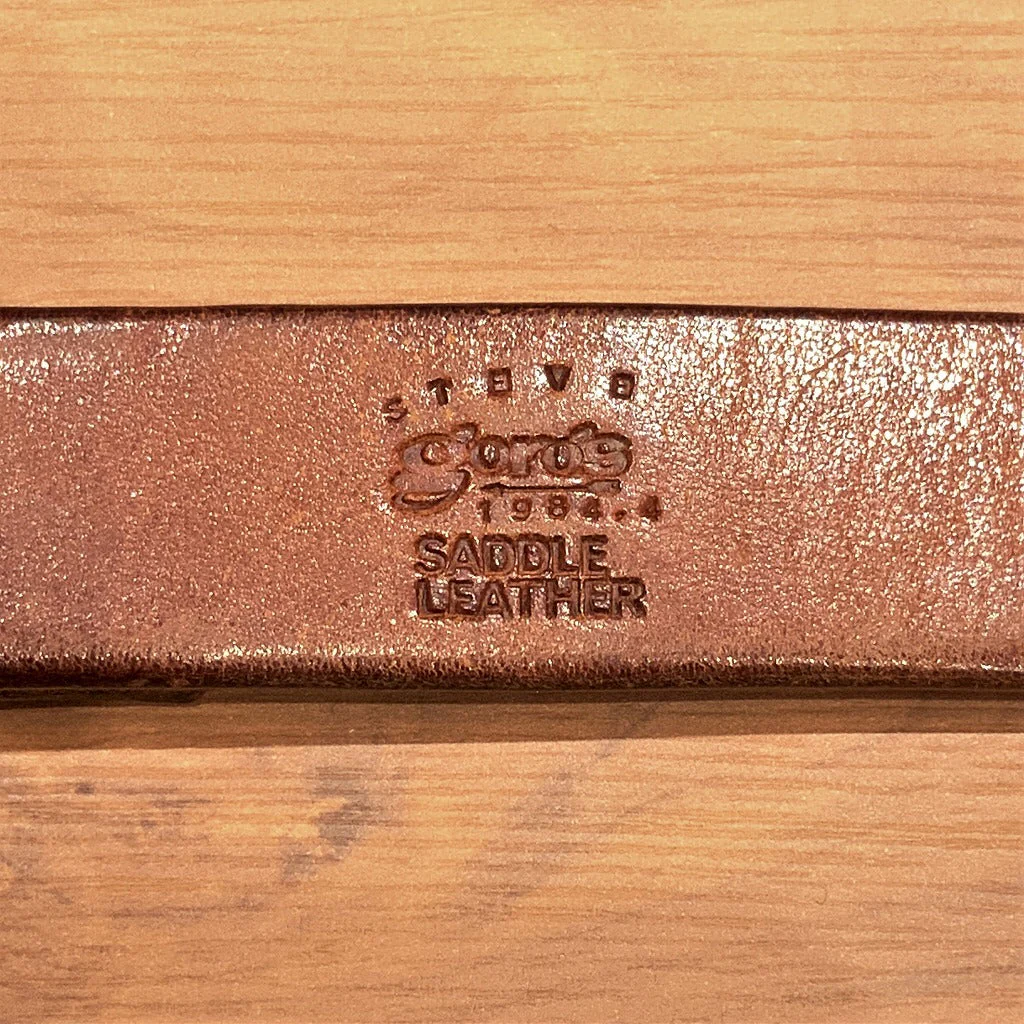 STEVE
goro's
1984.4
SADDLE
LEATHER